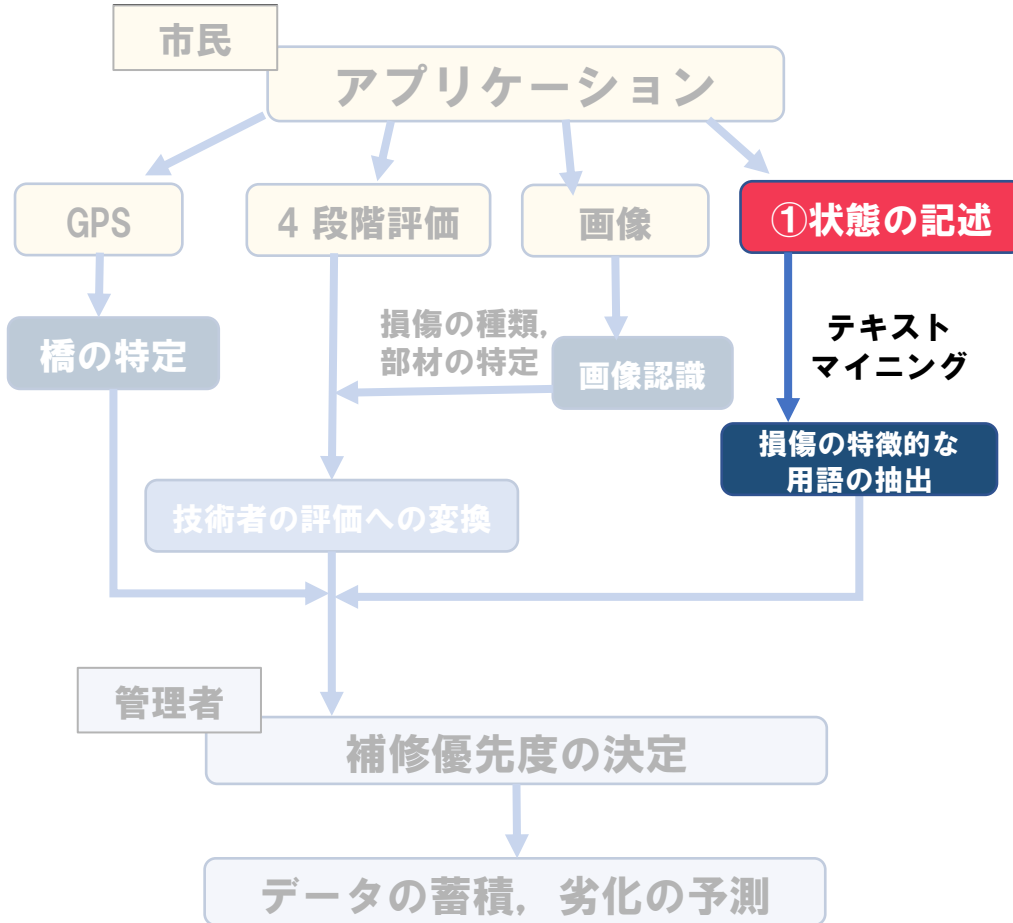 市民
アプリケーション
GPS
4 段階評価
画像
①状態の記述
橋の特定
損傷の種類,
部材の特定
画像認識
テキスト
マイニング
損傷の特徴的な
用語の抽出
技術者の評価への変換
管理者
補修優先度の決定
データの蓄積, 劣化の予測